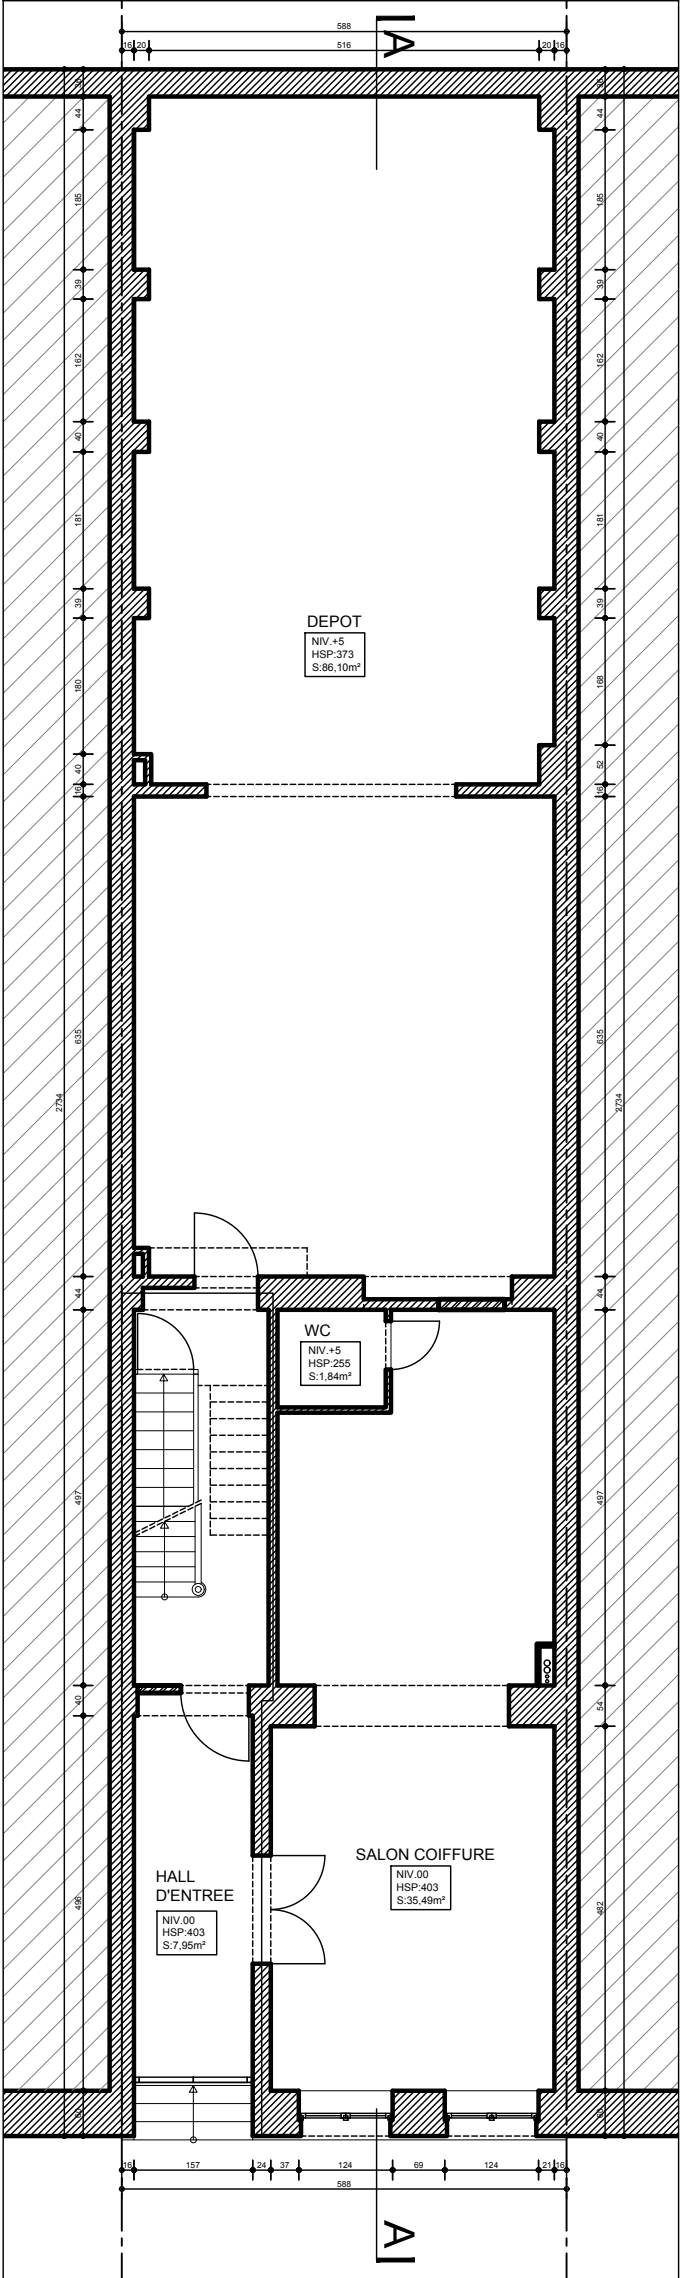 588
A
16 20 516 20 16
26 26
44 44
185 185
39 39
162 162
40 40
181 181
39 39
DEPOT
NIV.+5
HSP:373
S:86,10m²
180 168
40 52
16 16
635 635
2734 2734
44 44
WC
NIV.+5
HSP:255
S:1,84m²
497 497
40 54
SALON COIFFURE
NIV.00
HSP:403
S:35,49m²
HALL
D'ENTREE
NIV.00
HSP:403
S:7,95m²
496 482
60 60
16 157 24 37 124 69 124 21 16
588
A